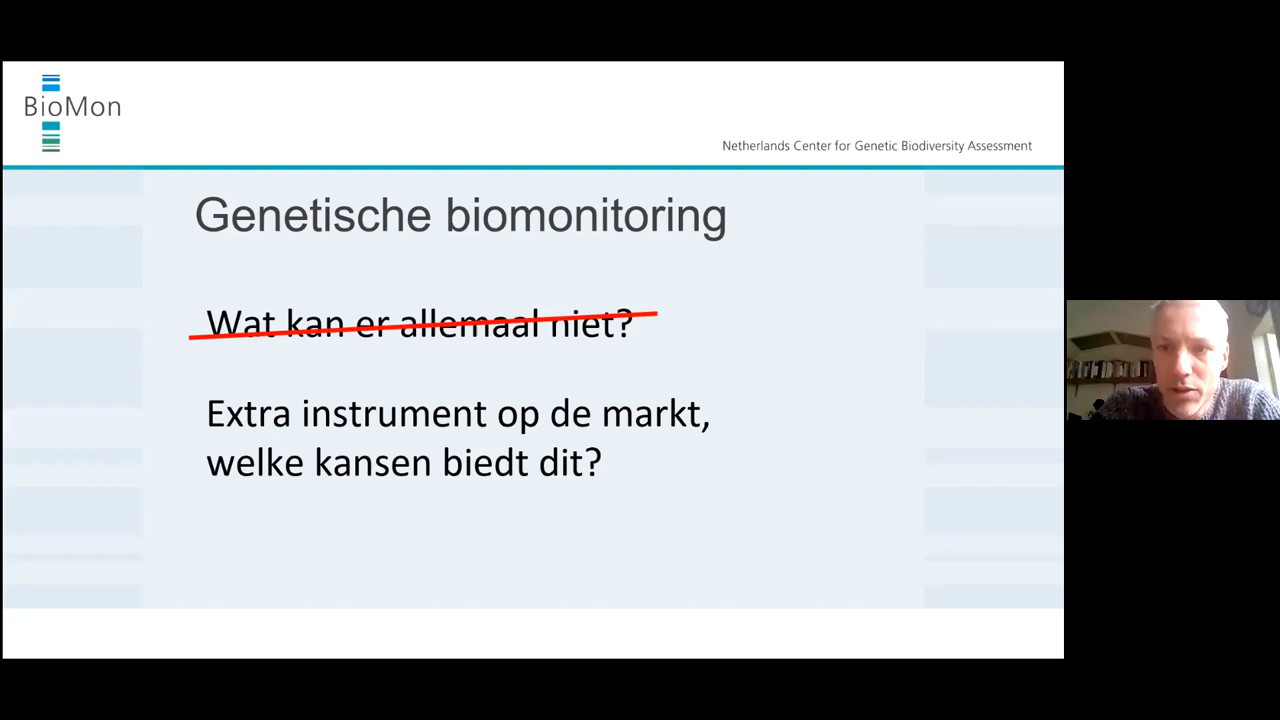 BioMon
Netherlands Center for Genetic Biodiversity Assessment
Genetische biomonitoring
Wat kan er allemaal niet?
Extra instrument op de markt,
welke kansen biedt dit?